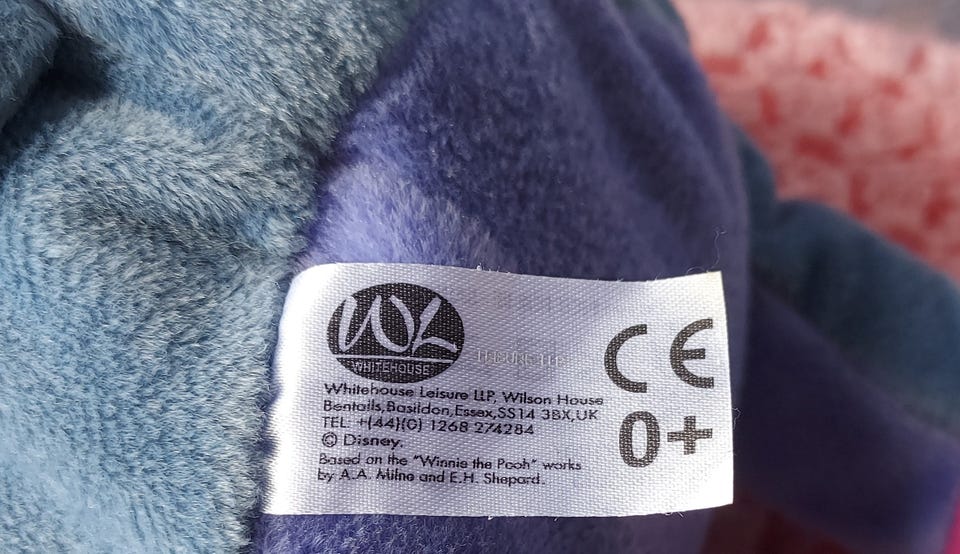 WL
WHITEHOUSE
Whitehouse Leisure LLP, Wilson House
Bentalls,Basildon,Essex,SS14 3BX,UK
TEL: +(44)(0) 1268 274284
© Disney.
Based on the "Winnie the Pooh" works
by A.A. Milne and E.H. Shepard.
CE
0+